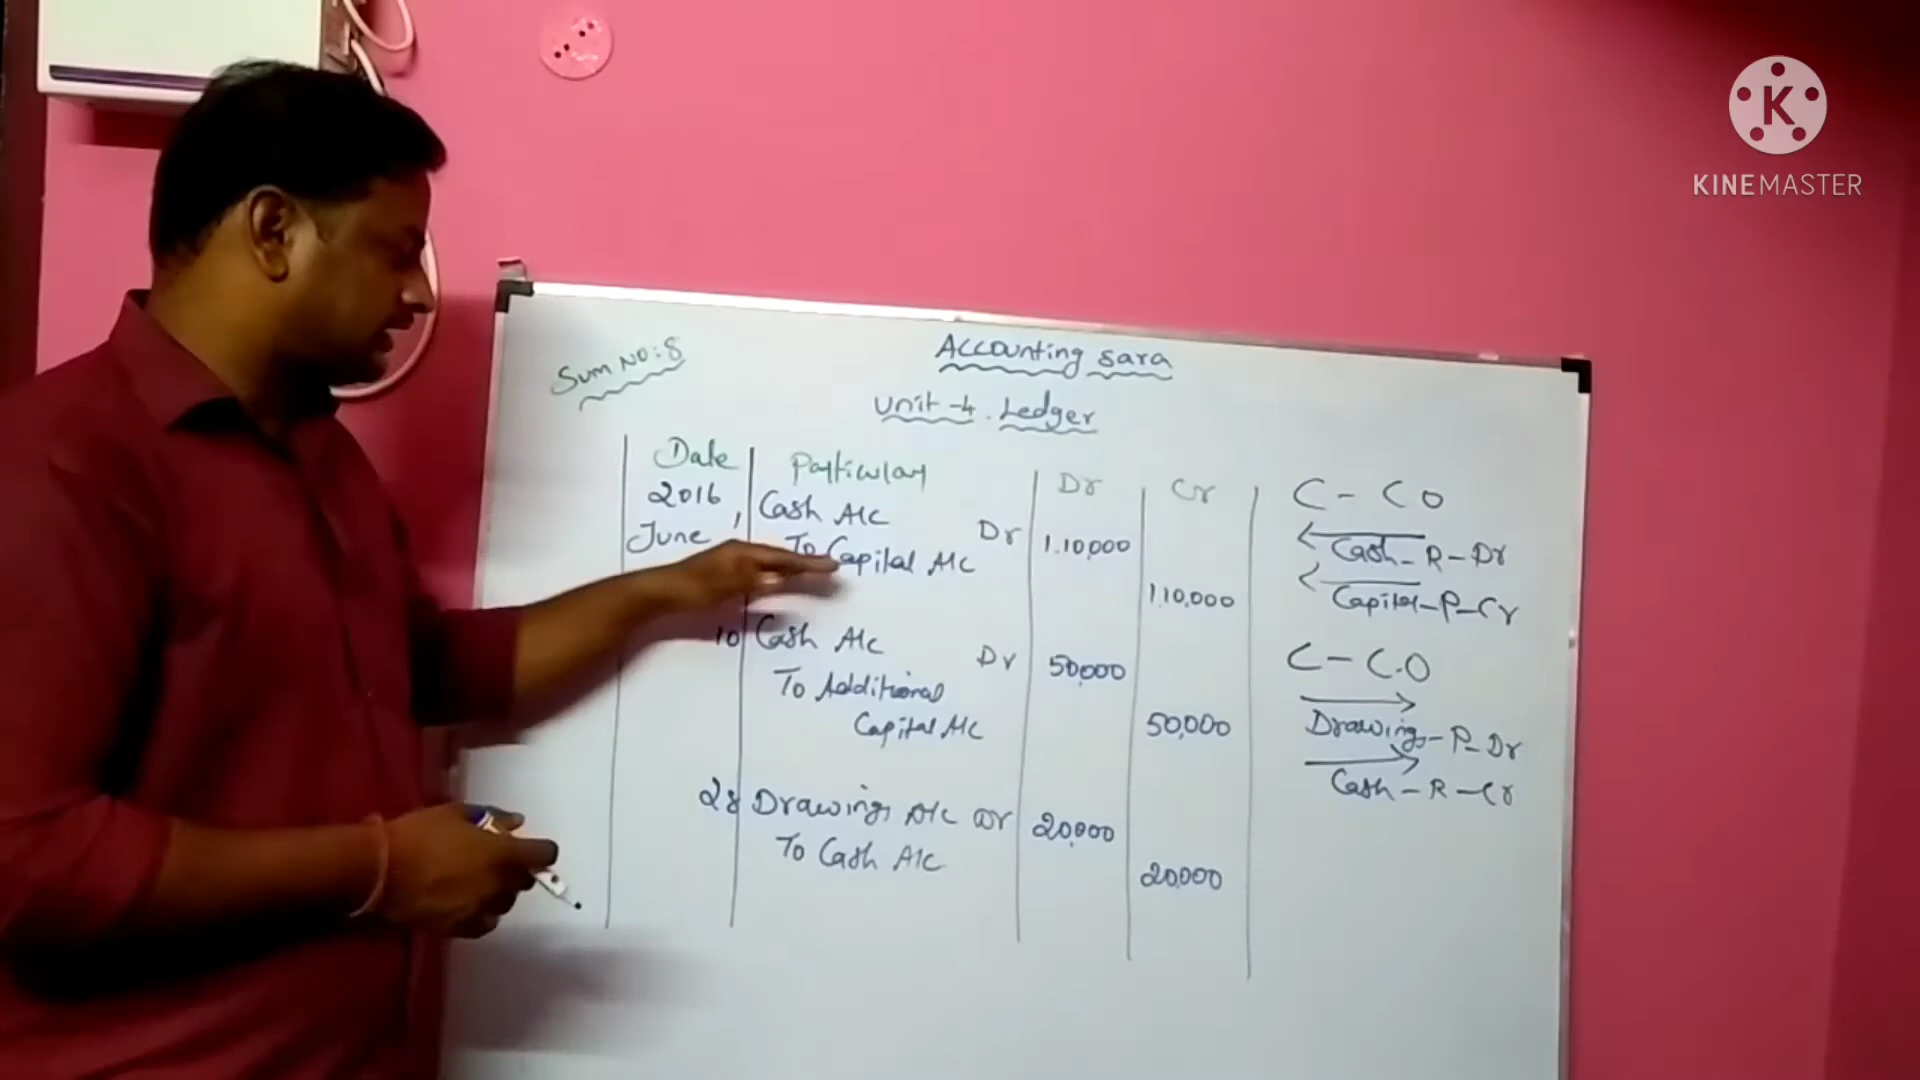 K
KINEMASTER
Sum NO: 8
Accounting sara
Unit-4. Ledger
Date Particulars Dr Cr
2016
June 1 Cash A/c Dr 1.10,000
To Capital A/c 1.10,000
10 Cash A/c Dr 50,000
To Additional
Capital A/c 50,000
28 Drawings A/c Dr 20,000
To Cash A/c 20,000
C - CO
Cash - R - Dr
Capital - P - Cr
C - C.O
Drawings - P - Dr
Cash - R - Cr